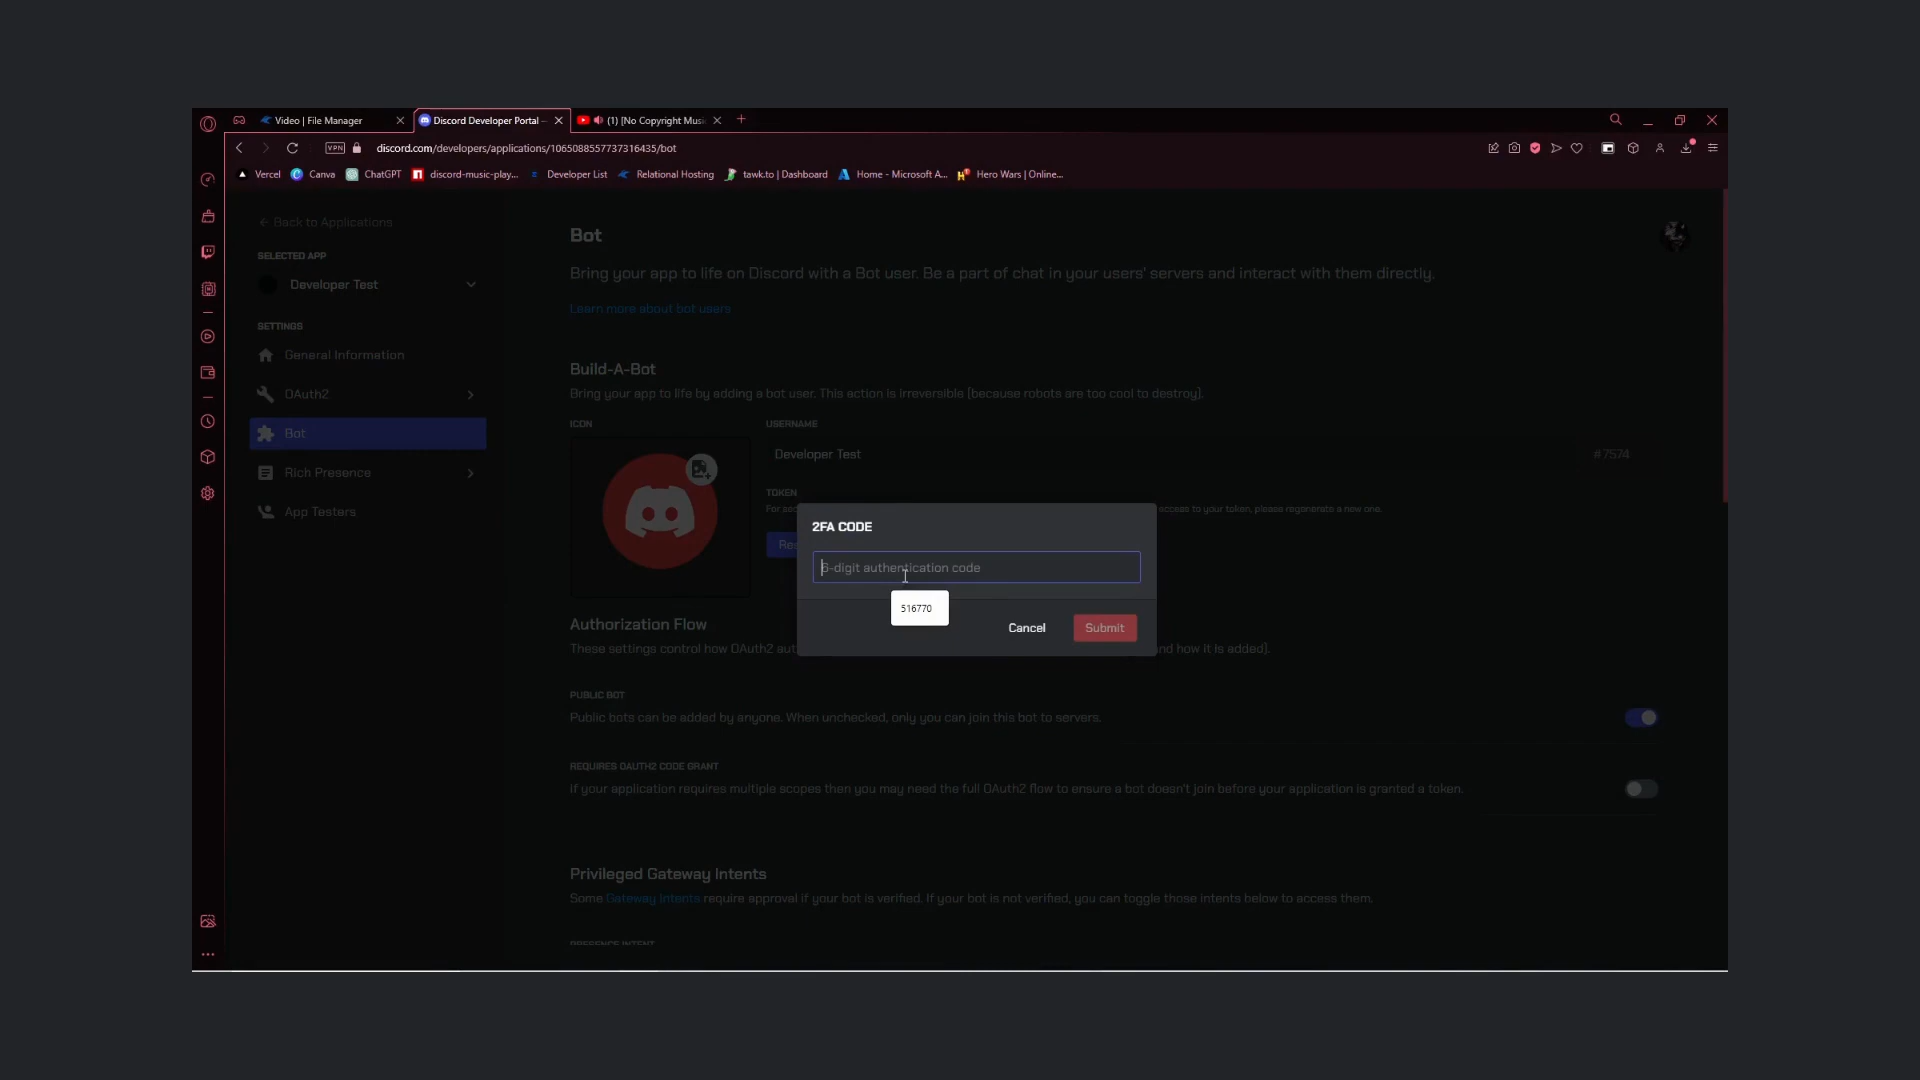 Video | File Manager
Discord Developer Portal —
(1) [No Copyright Musi
VPN
discord.com/developers/applications/1065088557737316435/bot
Vercel
Canva
ChatGPT
discord-music-play...
Developer List
Relational Hosting
tawk.to | Dashboard
Home - Microsoft A...
Hero Wars | Online...
← Back to Applications
SELECTED APP
Developer Test
SETTINGS
General Information
OAuth2
Bot
Rich Presence
App Testers
Bot
Bring your app to life on Discord with a Bot user. Be a part of chat in your users' servers and interact with them directly.
Learn more about bot users
Build-A-Bot
Bring your app to life by adding a bot user. This action is irreversible (because robots are too cool to destroy).
ICON
USERNAME
Developer Test
#7574
TOKEN
For sec
access to your token, please regenerate a new one.
Res
2FA CODE
6-digit authentication code
516770
Cancel
Submit
Authorization Flow
These settings control how OAuth2 aut
nd how it is added).
PUBLIC BOT
Public bots can be added by anyone. When unchecked, only you can join this bot to servers.
REQUIRES OAUTH2 CODE GRANT
If your application requires multiple scopes then you may need the full OAuth2 flow to ensure a bot doesn't join before your application is granted a token.
Privileged Gateway Intents
Some Gateway Intents require approval if your bot is verified. If your bot is not verified, you can toggle those intents below to access them.
PRESENCE INTENT